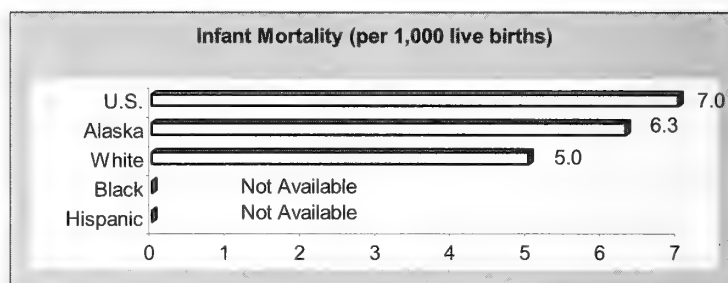 Infant Mortality (per 1,000 live births)
U.S. 7.0
Alaska 6.3
White 5.0
Black Not Available
Hispanic Not Available
0 1 2 3 4 5 6 7